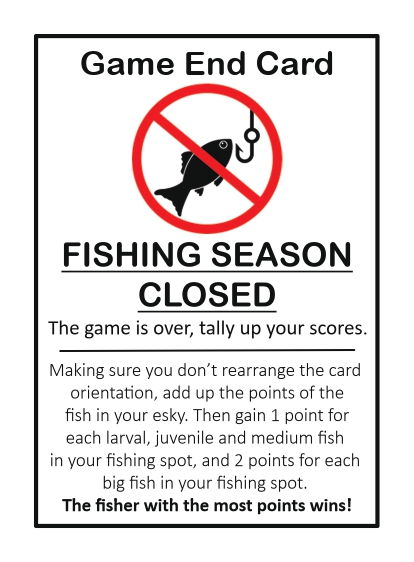 Game End Card
FISHING SEASON
CLOSED
The game is over, tally up your scores.
Making sure you don't rearrange the card
orientation, add up the points of the
fish in your esky. Then gain 1 point for
each larval, juvenile and medium fish
in your fishing spot, and 2 points for each
big fish in your fishing spot.
The fisher with the most points wins!